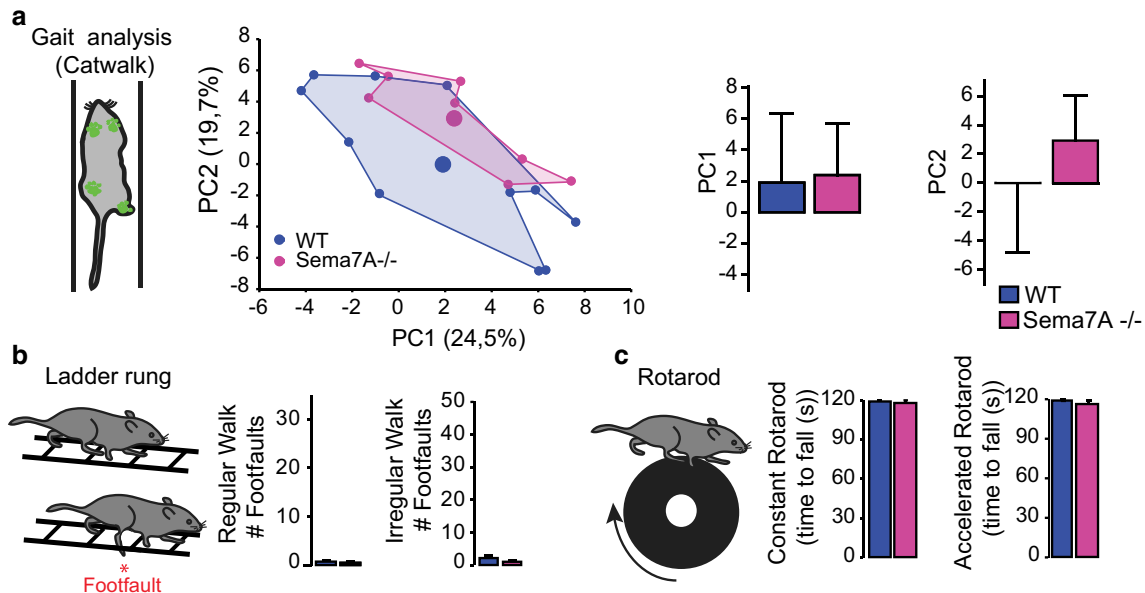 a
Gait analysis
(Catwalk)
8
6
4
2
0
-2
-4
-6
-8
PC2 (19,7%)
WT
Sema7A-/-
-6 -4 -2 0 2 4 6 8 10
PC1 (24,5%)
PC1
8
6
4
2
0
-2
-4
PC2
6
4
2
0
-2
-4
-6
WT
Sema7A -/-
b
Ladder rung
*
Footfault
Regular Walk
# Footfaults
30
20
10
0
Irregular Walk
# Footfaults
50
40
30
20
10
0
c
Rotarod
Constant Rotarod
(time to fall (s))
120
90
60
30
0
Accelerated Rotarod
(time to fall (s))
120
90
60
30
0